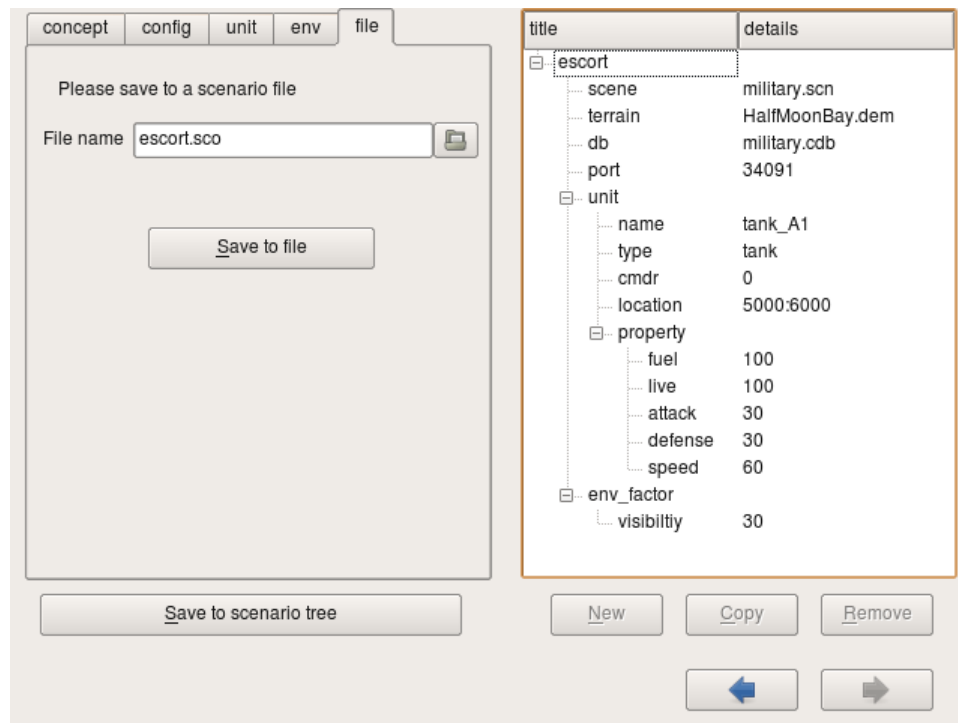 concept config unit env file
Please save to a scenario file
File name escort.sco
Save to file
Save to scenario tree
title details
escort
scene military.scn
terrain HalfMoonBay.dem
db military.cdb
port 34091
unit
name tank_A1
type tank
cmdr 0
location 5000:6000
property
fuel 100
live 100
attack 30
defense 30
speed 60
env_factor
visibiltiy 30
New Copy Remove